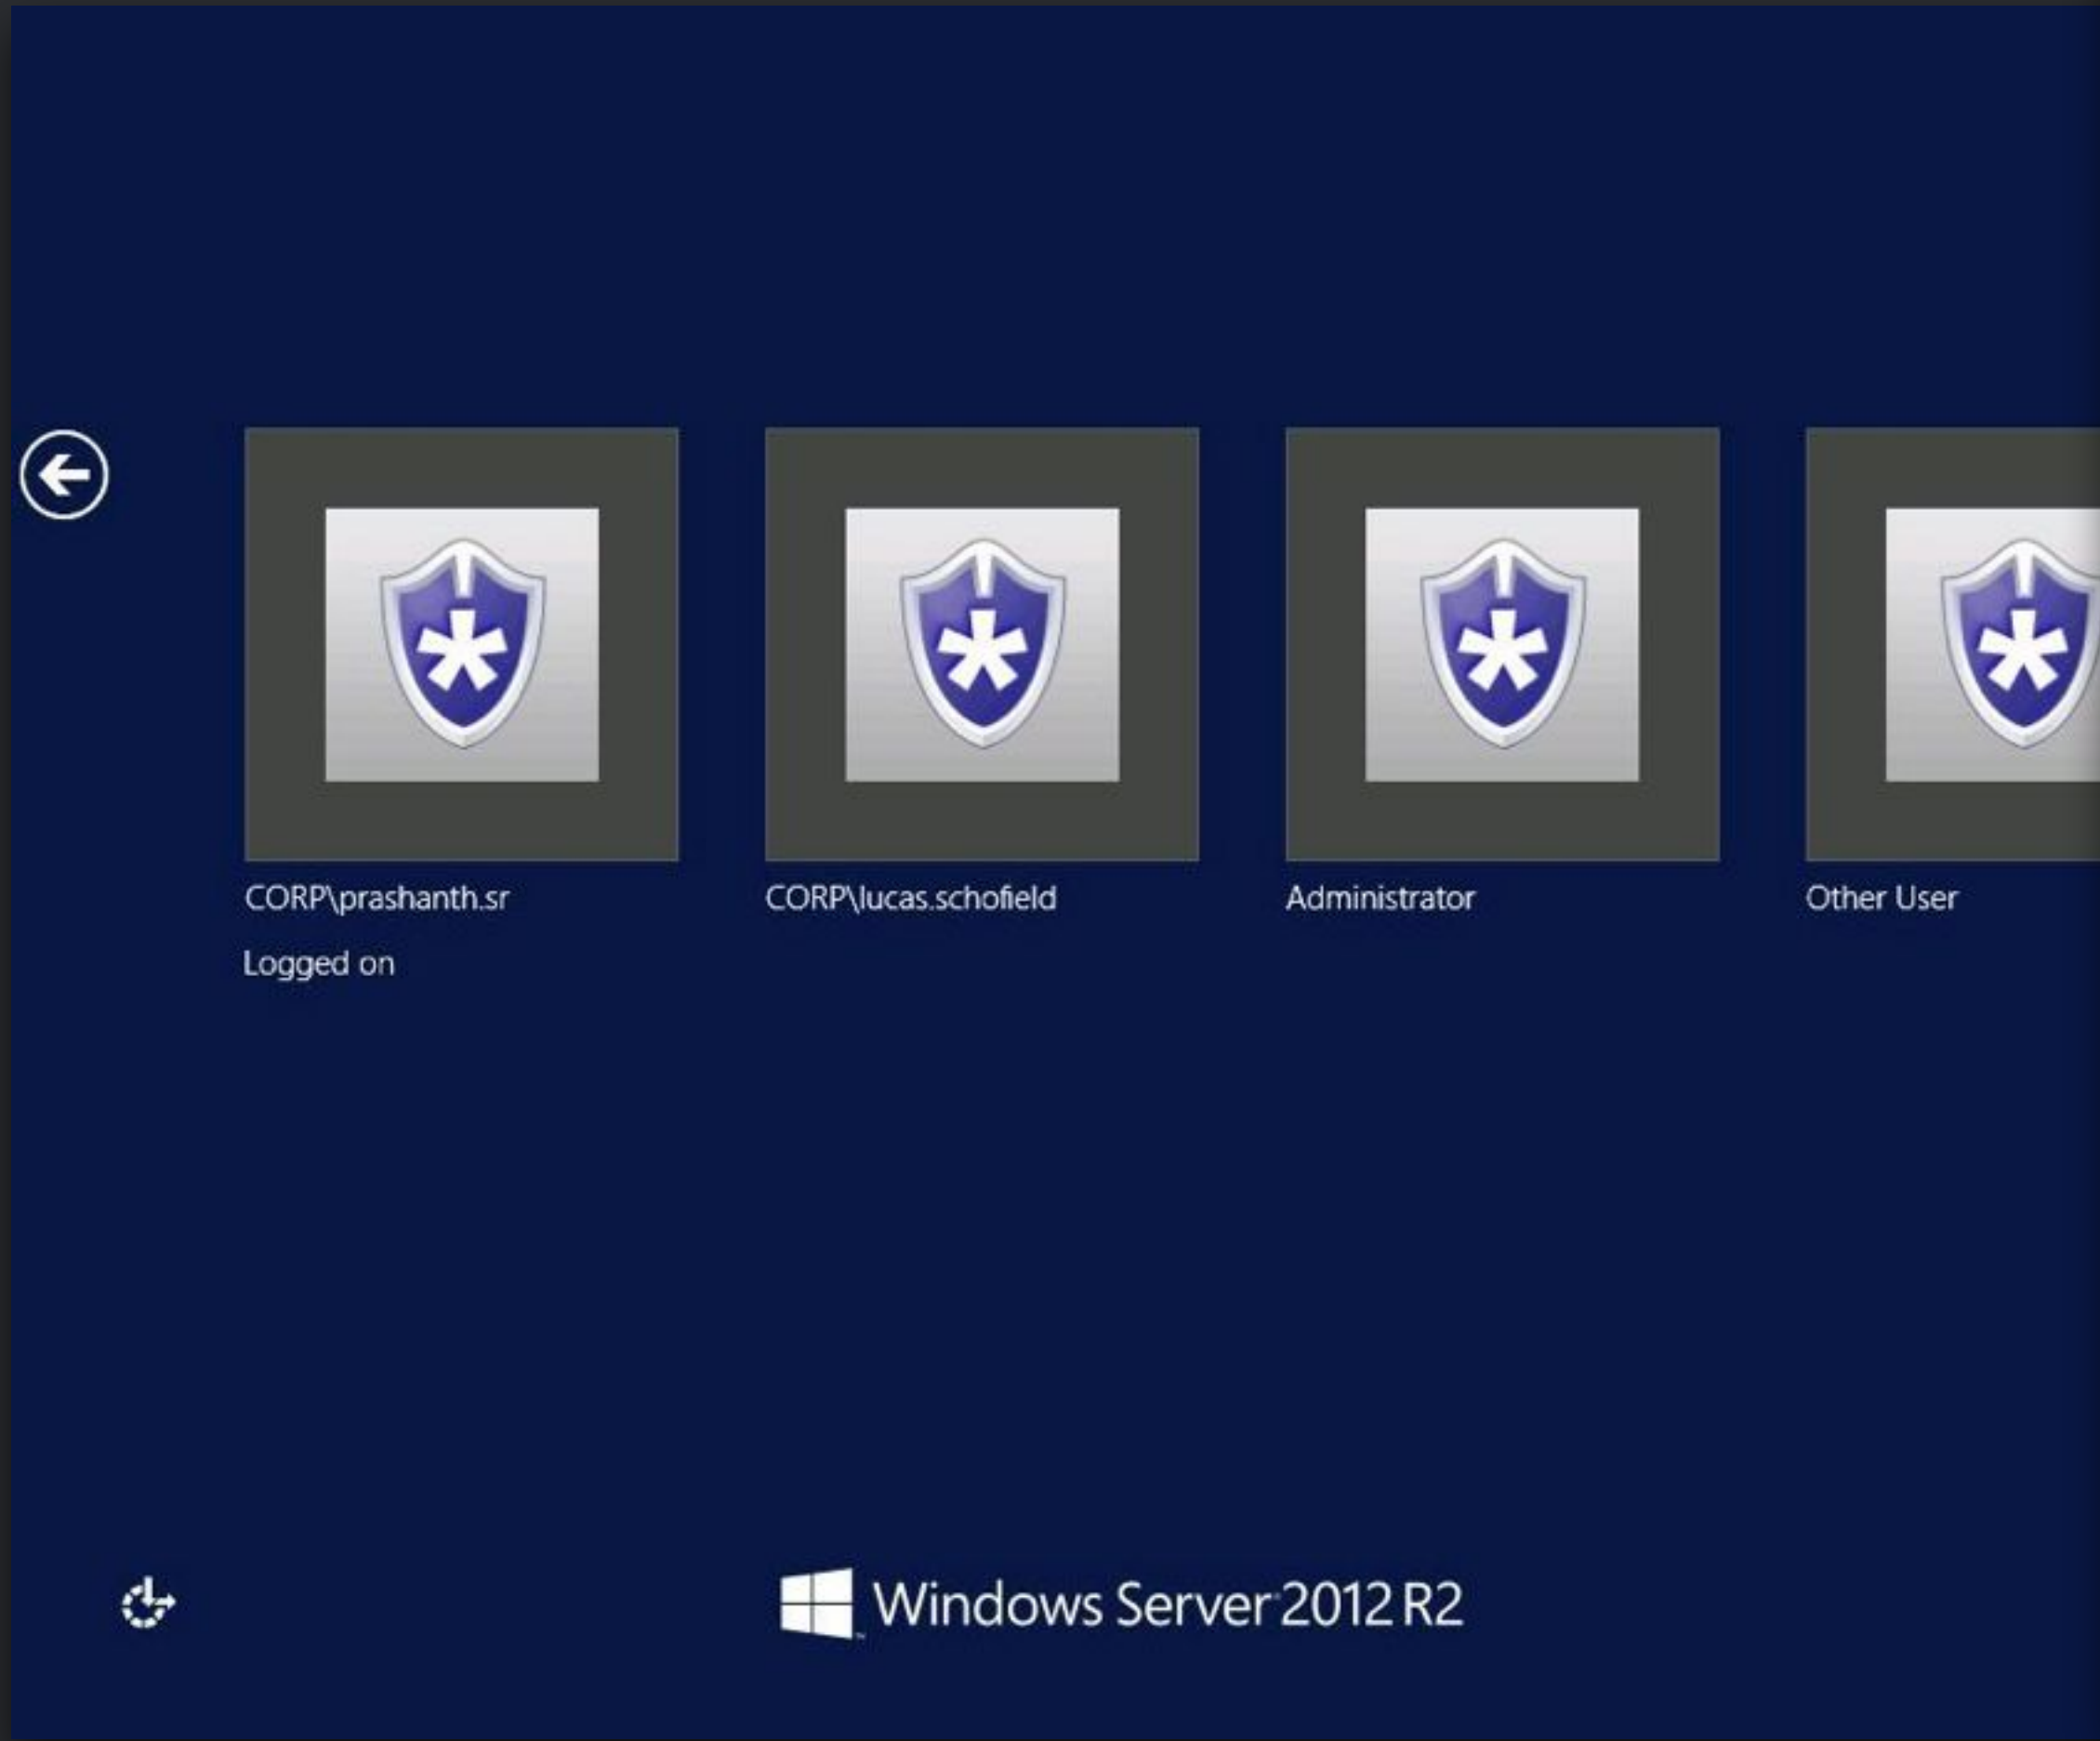 CORP\prashanth.sr
CORP\lucas.schofield
Administrator
Other User
Logged on
Windows Server 2012 R2